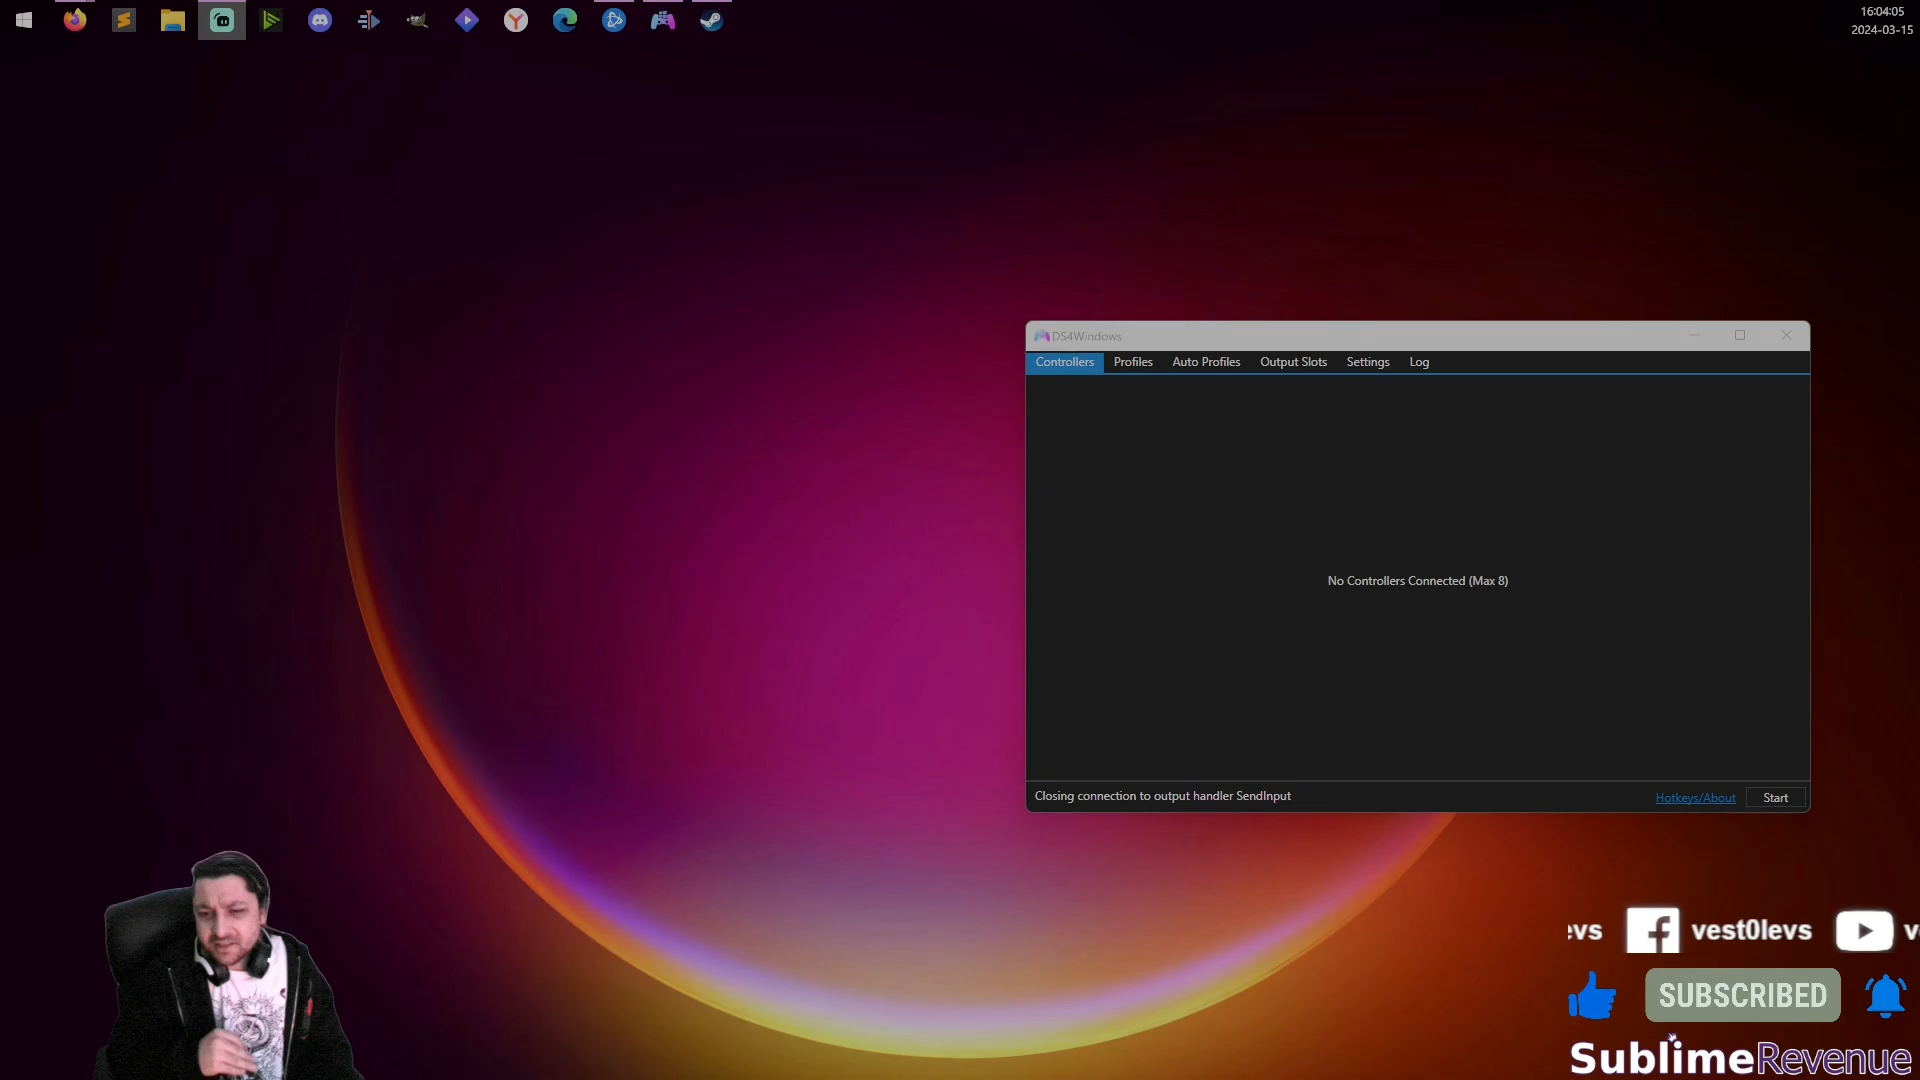 16:04:05
2024-03-15
DS4Windows
Controllers Profiles Auto Profiles Output Slots Settings Log
No Controllers Connected (Max 8)
Closing connection to output handler SendInput
Hotkeys/About Start
evs vest0levs v
SUBSCRIBED
SublimeRevenue